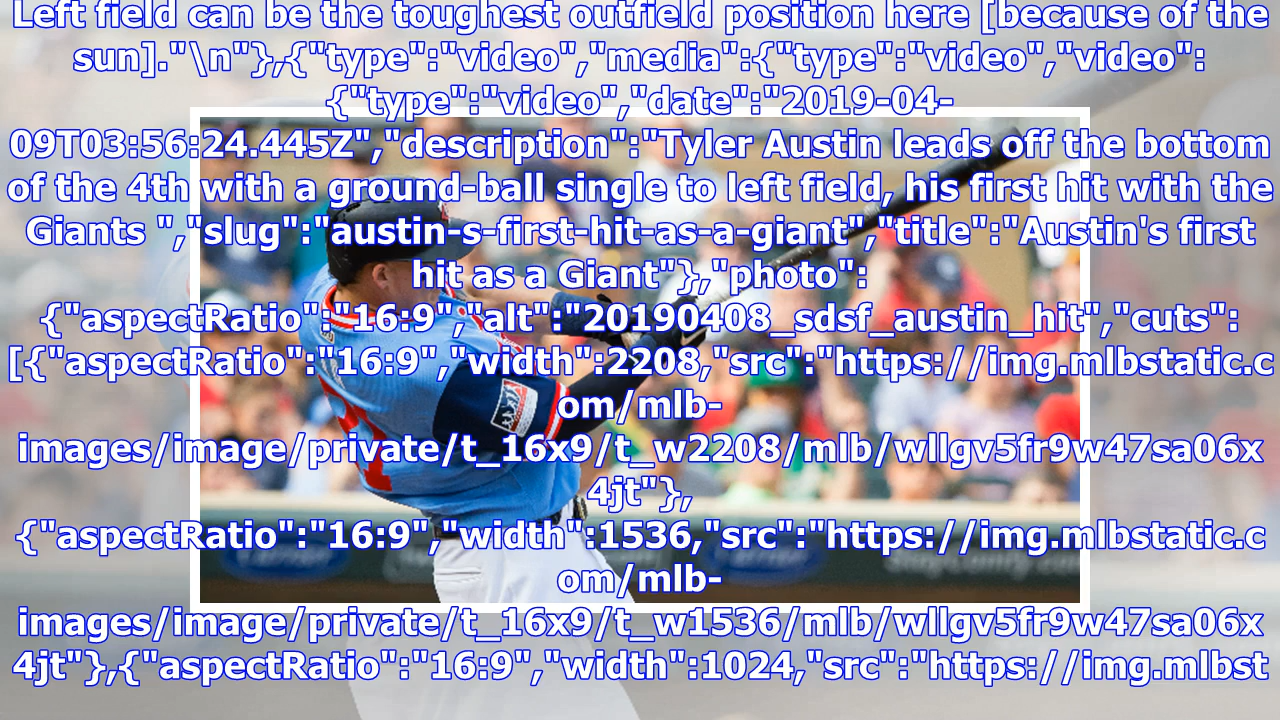 Left field can be the toughest outfield position here [because of the
sun]."\n"},{"type":"video","media":{"type":"video","video":
{"type":"video","date":"2019-04-
09T03:56:24.445Z","description":"Tyler Austin leads off the bottom
of the 4th with a ground-ball single to left field, his first hit with the
Giants ","slug":"austin-s-first-hit-as-a-giant","title":"Austin's first
hit as a Giant"},"photo":
{"aspectRatio":"16:9","alt":"20190408_sdsf_austin_hit","cuts":
[{"aspectRatio":"16:9","width":2208,"src":"https://img.mlbstatic.c
om/mlb-
images/image/private/t_16x9/t_w2208/mlb/wllgv5fr9w47sa06x
4jt"},
{"aspectRatio":"16:9","width":1536,"src":"https://img.mlbstatic.c
om/mlb-
images/image/private/t_16x9/t_w1536/mlb/wllgv5fr9w47sa06x
4jt"},{"aspectRatio":"16:9","width":1024,"src":"https://img.mlbst